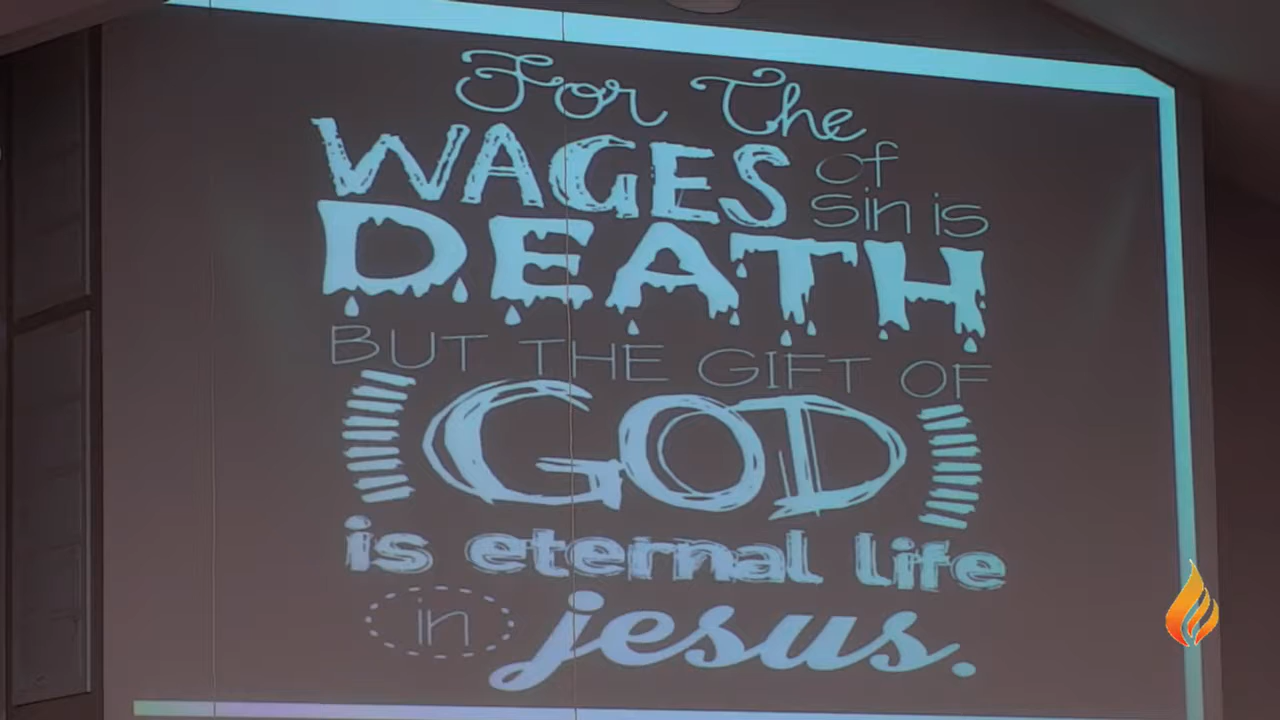 For The
WAGES of
sin is
DEATH
BUT THE GIFT OF
GOD
is eternal life
in jesus.